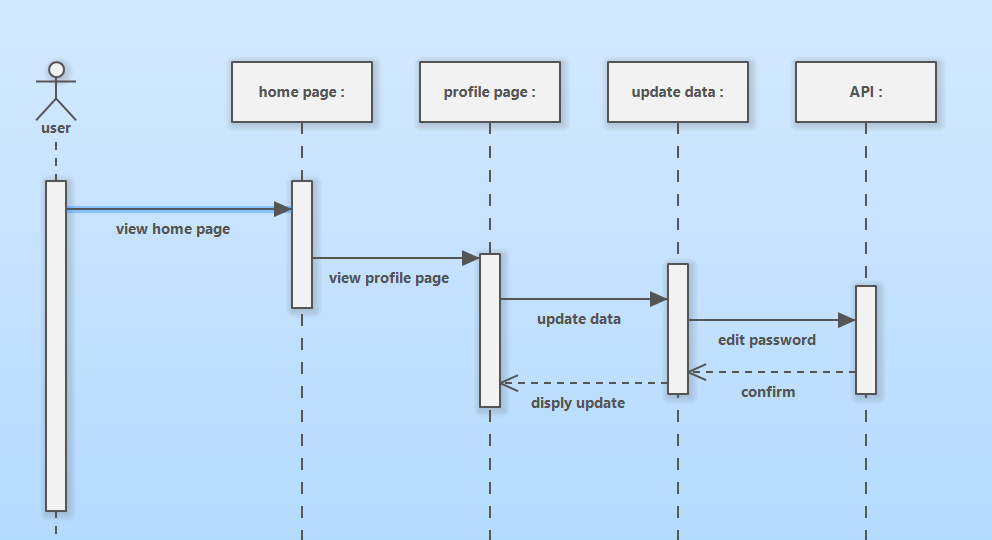 user
home page :
profile page :
update data :
API :
view home page
view profile page
update data
edit password
confirm
disply update